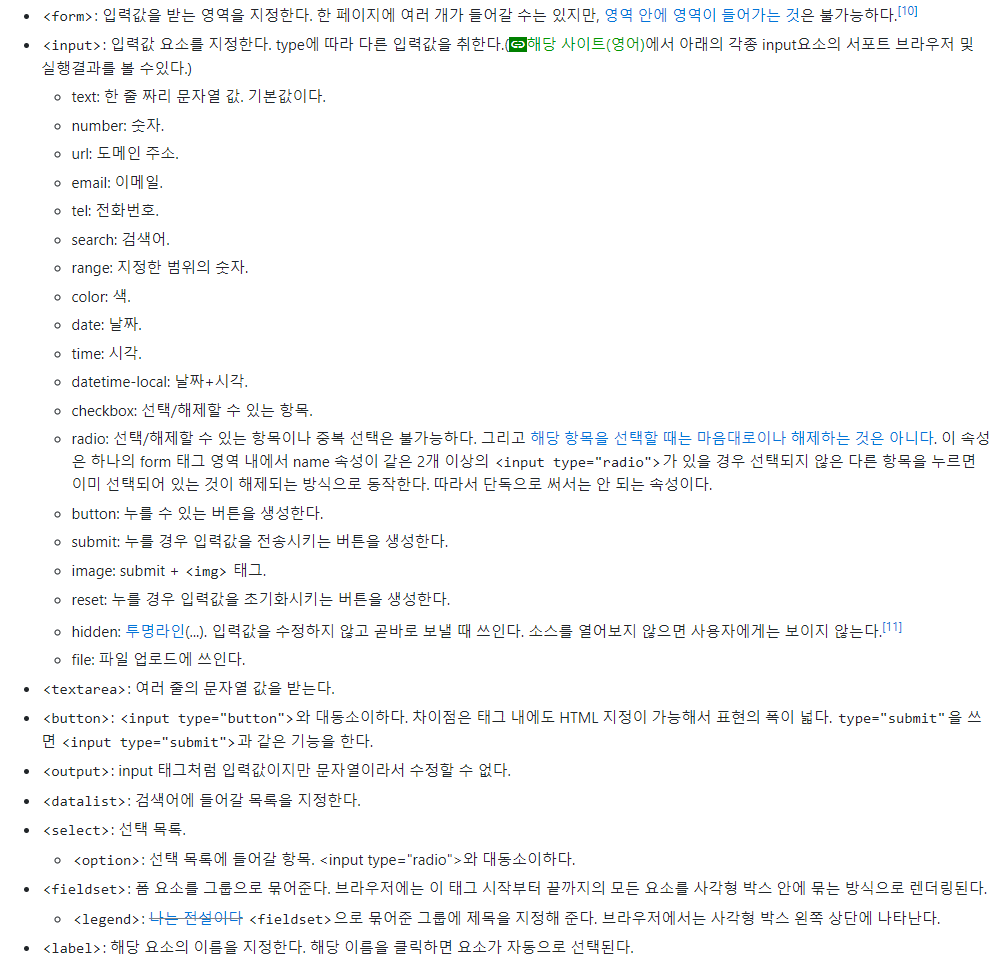 <form>: 입력값을 받는 영역을 지정한다. 한 페이지에 여러 개가 들어갈 수는 있지만, 영역 안에 영역이 들어가는 것은 불가능하다.[10]
<input>: 입력값 요소를 지정한다. type에 따라 다른 입력값을 취한다.(해당 사이트(영어)에서 아래의 각종 input요소의 서포트 브라우저 및
실행결과를 볼 수있다.)
text: 한 줄 짜리 문자열 값. 기본값이다.
number: 숫자.
url: 도메인 주소.
email: 이메일.
tel: 전화번호.
search: 검색어.
range: 지정한 범위의 숫자.
color: 색.
date: 날짜.
time: 시각.
datetime-local: 날짜+시각.
checkbox: 선택/해제할 수 있는 항목.
radio: 선택/해제할 수 있는 항목이나 중복 선택은 불가능하다. 그리고 해당 항목을 선택할 때는 마음대로이나 해제하는 것은 아니다. 이 속성
은 하나의 form 태그 영역 내에서 name 속성이 같은 2개 이상의 <input type="radio">가 있을 경우 선택되지 않은 다른 항목을 누르면
이미 선택되어 있는 것이 해제되는 방식으로 동작한다. 따라서 단독으로 써서는 안 되는 속성이다.
button: 누를 수 있는 버튼을 생성한다.
submit: 누를 경우 입력값을 전송시키는 버튼을 생성한다.
image: submit + <img> 태그.
reset: 누를 경우 입력값을 초기화시키는 버튼을 생성한다.
hidden: 투명라인(...). 입력값을 수정하지 않고 곧바로 보낼 때 쓰인다. 소스를 열어보지 않으면 사용자에게는 보이지 않는다.[11]
file: 파일 업로드에 쓰인다.
<textarea>: 여러 줄의 문자열 값을 받는다.
<button>: <input type="button">와 대동소이하다. 차이점은 태그 내에도 HTML 지정이 가능해서 표현의 폭이 넓다. type="submit"을 쓰
면 <input type="submit">과 같은 기능을 한다.
<output>: input 태그처럼 입력값이지만 문자열이라서 수정할 수 없다.
<datalist>: 검색어에 들어갈 목록을 지정한다.
<select>: 선택 목록.
<option>: 선택 목록에 들어갈 항목. <input type="radio">와 대동소이하다.
<fieldset>: 폼 요소를 그룹으로 묶어준다. 브라우저에는 이 태그 시작부터 끝까지의 모든 요소를 사각형 박스 안에 묶는 방식으로 렌더링된다.
<legend>: 나는 전설이다 <fieldset>으로 묶어준 그룹에 제목을 지정해 준다. 브라우저에서는 사각형 박스 왼쪽 상단에 나타난다.
<label>: 해당 요소의 이름을 지정한다. 해당 이름을 클릭하면 요소가 자동으로 선택된다.